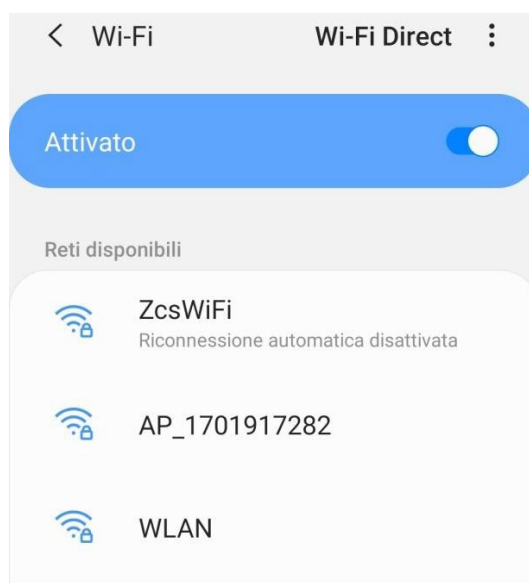 Wi-Fi Wi-Fi Direct
Attivato
Reti disponibili
ZcsWiFi
Riconnessione automatica disattivata
AP_1701917282
WLAN